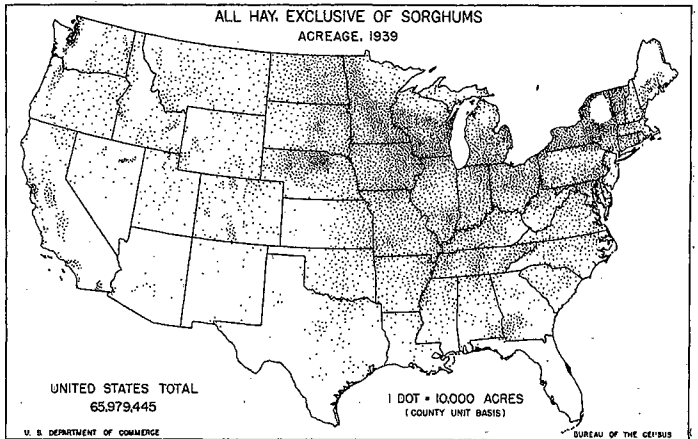 ALL HAY, EXCLUSIVE OF SORGHUMS
ACREAGE, 1939
UNITED STATES TOTAL
65,979,445
1 DOT = 10,000 ACRES
(COUNTY UNIT BASIS)
U. S. DEPARTMENT OF COMMERCE
BUREAU OF THE CENSUS